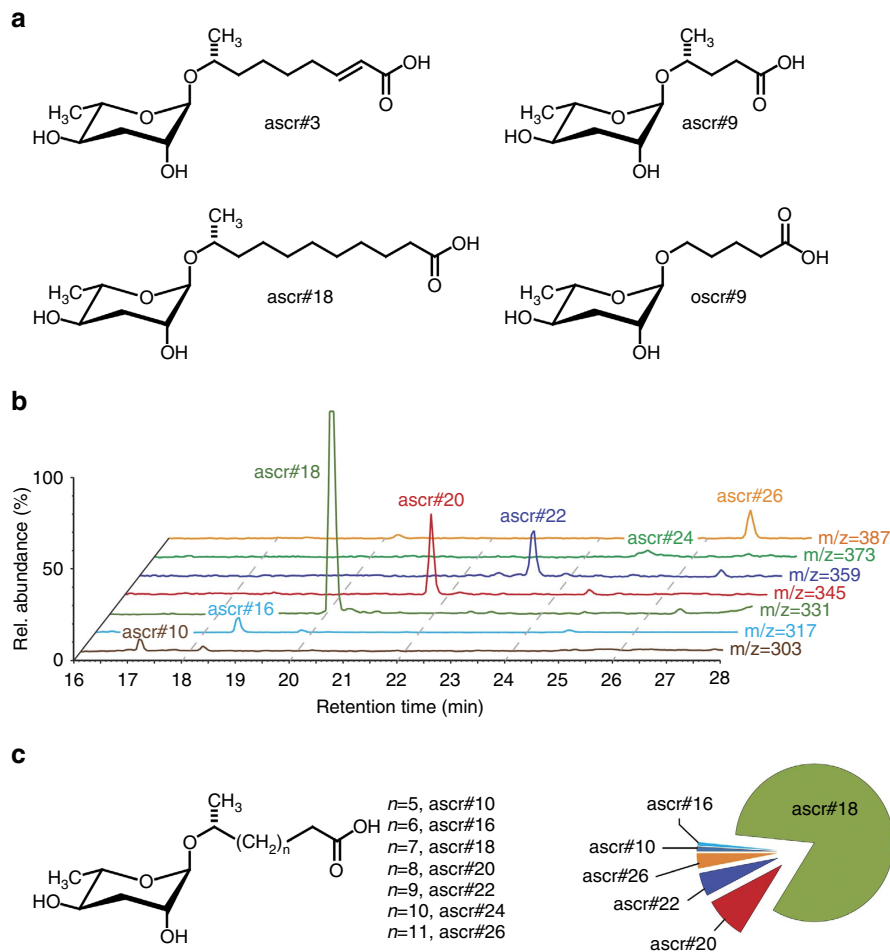 a
CH₃
O
OH
O
H₃C
O
HO
OH
ascr#3
CH₃
O
OH
O
H₃C
O
HO
OH
ascr#9
CH₃
O
OH
O
H₃C
O
HO
OH
ascr#18
O
OH
O
H₃C
O
HO
OH
oscr#9
b
Rel. abundance (%)
100
50
0
ascr#18
ascr#20
ascr#22
ascr#24
ascr#26
ascr#16
ascr#10
m/z=387
m/z=373
m/z=359
m/z=345
m/z=331
m/z=317
m/z=303
16 17 18 19 20 21 22 23 24 25 26 27 28
Retention time (min)
c
CH₃
O
(CH₂)n
OH
O
H₃C
O
HO
OH
n=5, ascr#10
n=6, ascr#16
n=7, ascr#18
n=8, ascr#20
n=9, ascr#22
n=10, ascr#24
n=11, ascr#26
ascr#16
ascr#18
ascr#10
ascr#26
ascr#22
ascr#20